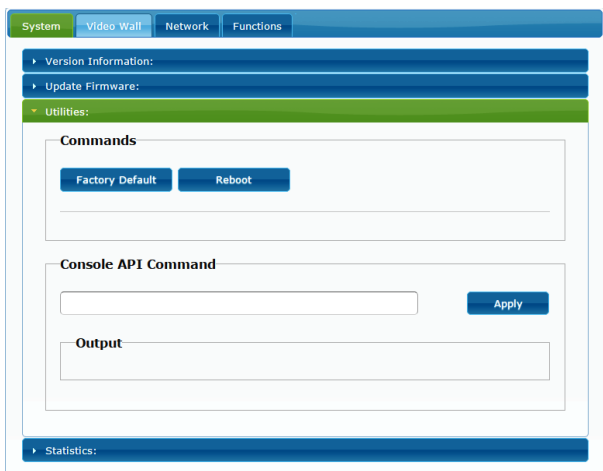 System Video Wall Network Functions
Version Information:
Update Firmware:
Utilities:
Commands
Factory Default Reboot
Console API Command
Apply
Output
Statistics: